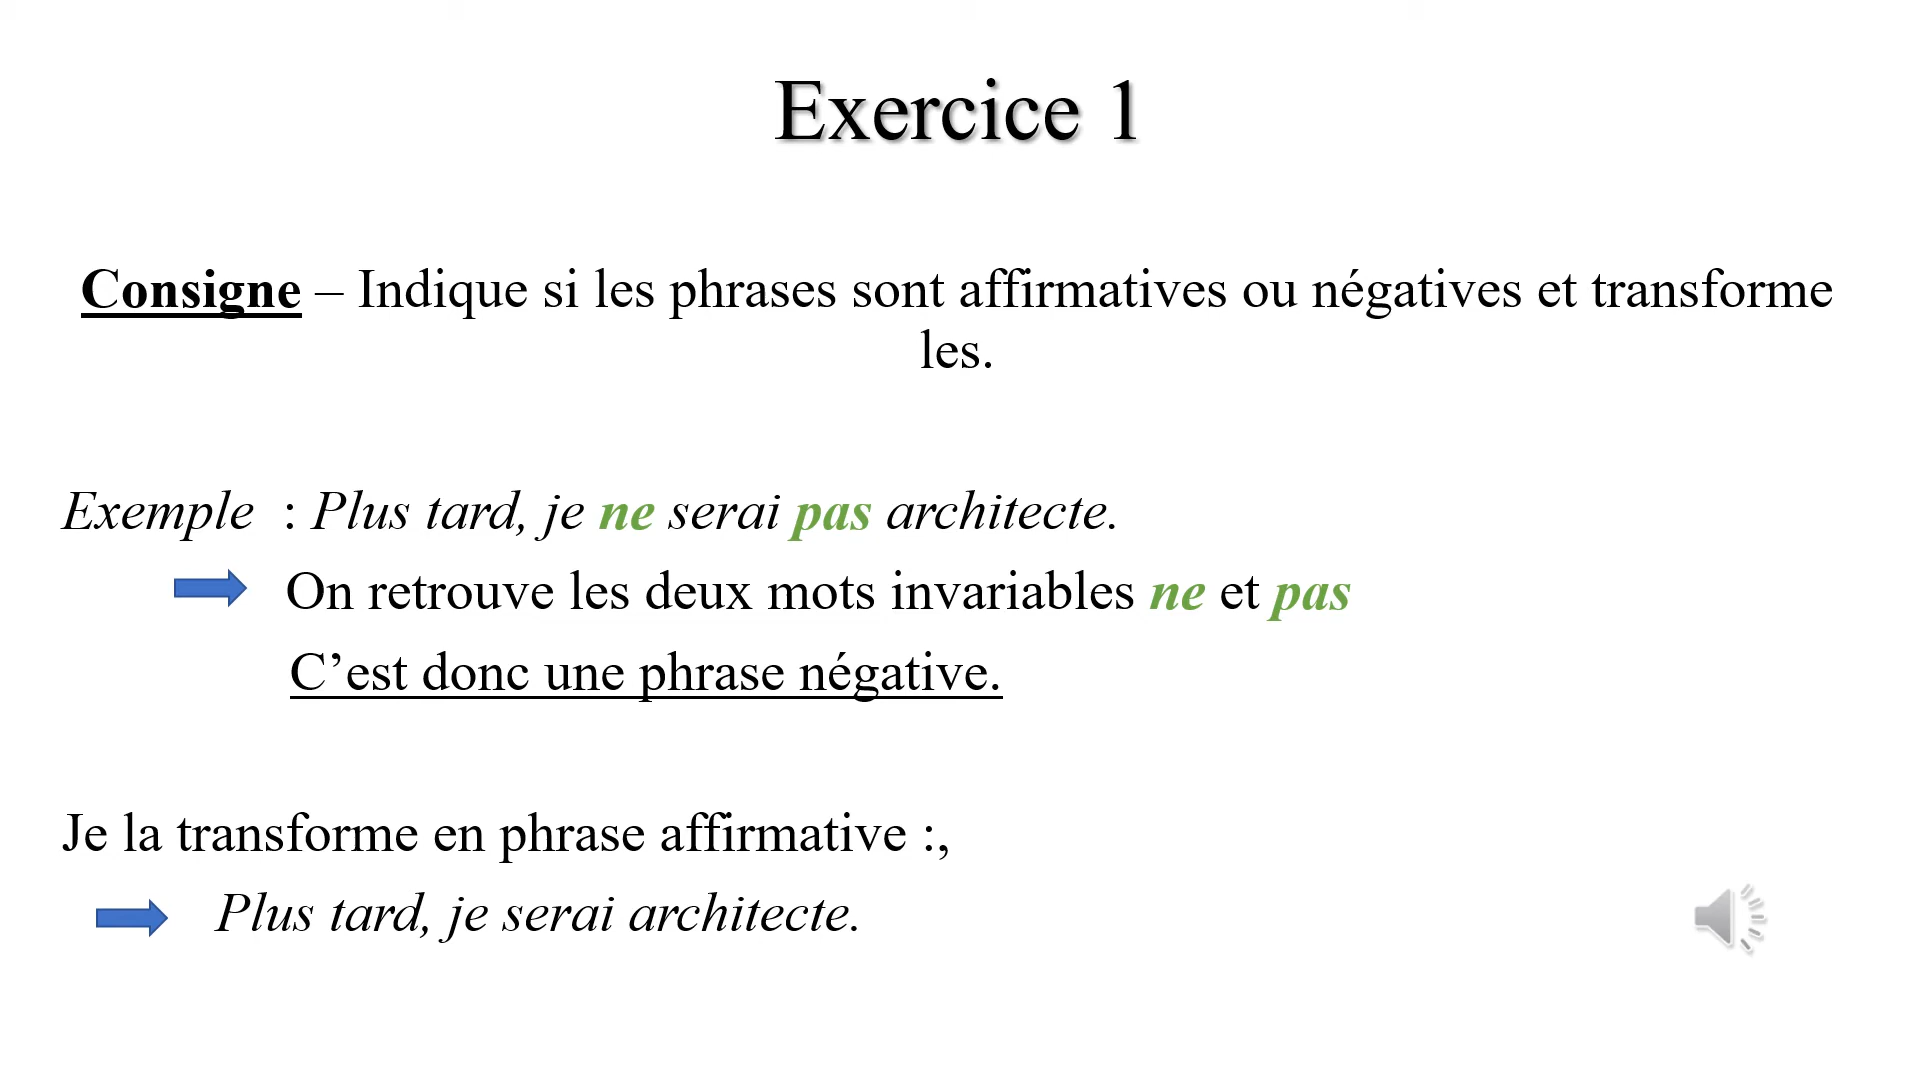 Exercice 1
Consigne – Indique si les phrases sont affirmatives ou négatives et transforme
les.
Exemple : Plus tard, je ne serai pas architecte.
On retrouve les deux mots invariables ne et pas
C’est donc une phrase négative.
Je la transforme en phrase affirmative :,
Plus tard, je serai architecte.